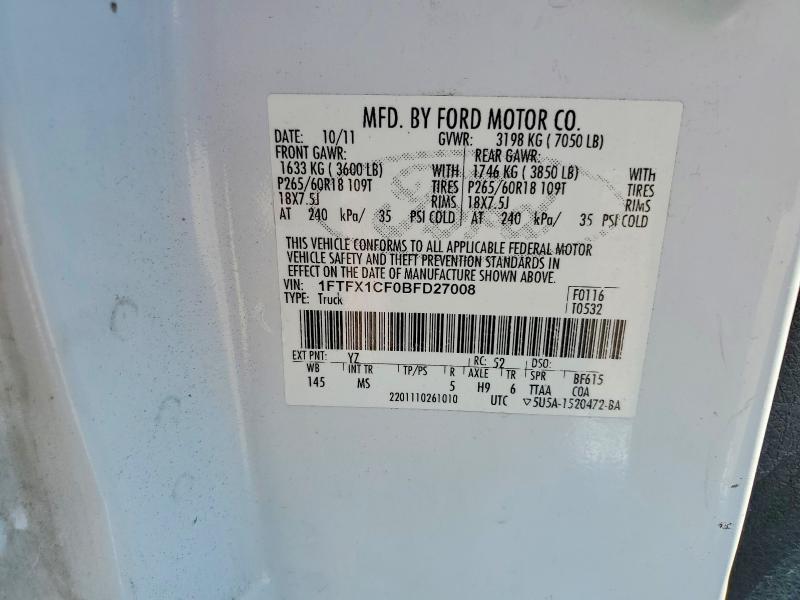 MFD. BY FORD MOTOR CO.
DATE: 10/11 GVWR: 3198 KG ( 7050 LB)
FRONT GAWR: REAR GAWR:
1633 KG ( 3600 LB) WITH 1746 KG ( 3850 LB) WITH
P265/60R18 109T TIRES P265/60R18 109T TIRES
18X7.5J RIMS 18X7.5J RIMS
AT 240 kPa/ 35 PSI COLD AT 240 kPa/ 35 PSI COLD
THIS VEHICLE CONFORMS TO ALL APPLICABLE FEDERAL MOTOR
VEHICLE SAFETY AND THEFT PREVENTION STANDARDS IN
EFFECT ON THE DATE OF MANUFACTURE SHOWN ABOVE.
VIN: 1FTFX1CF0BFD27008 F0116
TYPE: Truck T0532
EXT PNT: YZ RC: 52 DSO:
WB INT TR TP/PS R AXLE TR SPR BF615
145 MS 5 H9 6 TTAA COA
2201110261010 UTC ▽5U5A-1520472-BA